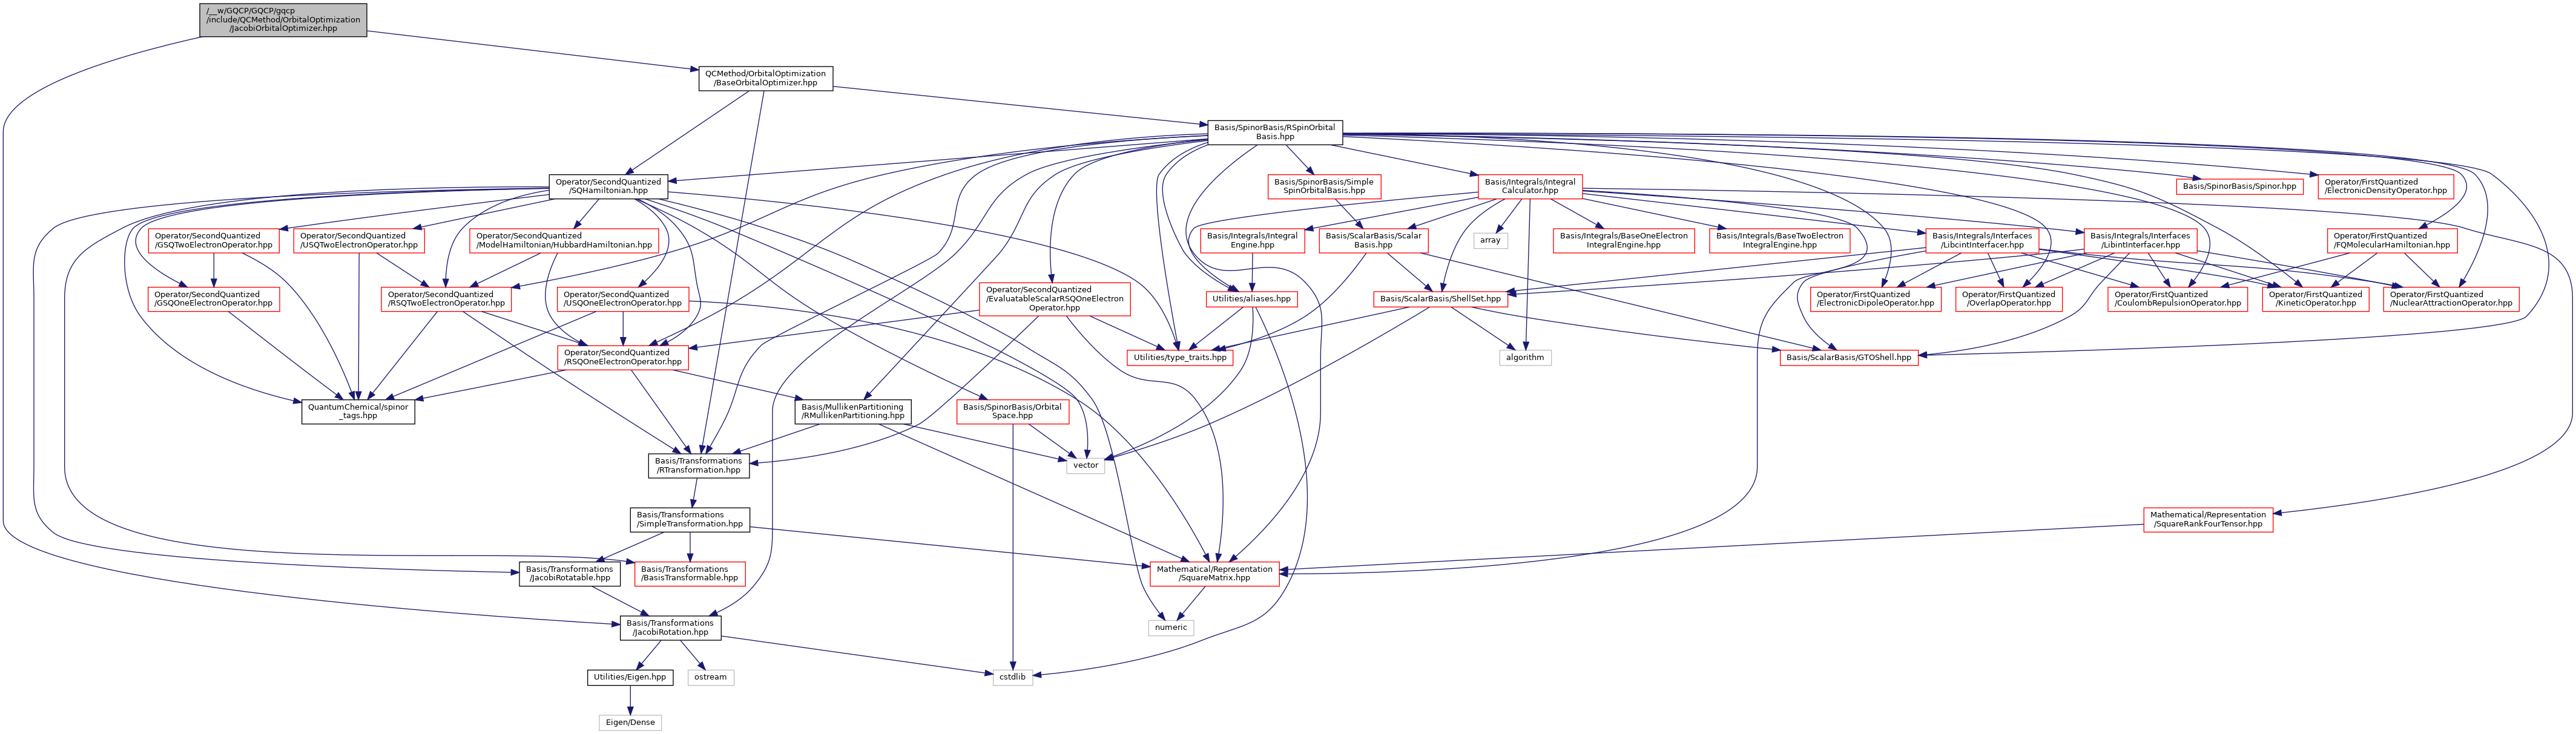 /__w/GQCP/GQCP/gqcp
/include/QCMethod/OrbitalOptimization
/JacobiOrbitalOptimizer.hpp
QCMethod/OrbitalOptimization
/BaseOrbitalOptimizer.hpp
Basis/SpinorBasis/RSpinOrbital
Basis.hpp
Operator/SecondQuantized
/SQHamiltonian.hpp
Basis/SpinorBasis/Simple
SpinOrbitalBasis.hpp
Basis/Integrals/Integral
Calculator.hpp
Basis/SpinorBasis/Spinor.hpp
Operator/FirstQuantized
/ElectronicDensityOperator.hpp
Operator/SecondQuantized
/GSQTwoElectronOperator.hpp
Operator/SecondQuantized
/USQTwoElectronOperator.hpp
Operator/SecondQuantized
/ModelHamiltonian/HubbardHamiltonian.hpp
Basis/Integrals/Integral
Engine.hpp
Basis/ScalarBasis/Scalar
Basis.hpp
array
Basis/Integrals/BaseOneElectron
IntegralEngine.hpp
Basis/Integrals/BaseTwoElectron
IntegralEngine.hpp
Basis/Integrals/Interfaces
/LibcintInterfacer.hpp
Basis/Integrals/Interfaces
/LibintInterfacer.hpp
Operator/FirstQuantized
/FQMolecularHamiltonian.hpp
Operator/SecondQuantized
/GSQOneElectronOperator.hpp
Operator/SecondQuantized
/RSQTwoElectronOperator.hpp
Operator/SecondQuantized
/USQOneElectronOperator.hpp
Operator/SecondQuantized
/EvaluatableScalarRSQOneElectron
Operator.hpp
Utilities/aliases.hpp
Basis/ScalarBasis/ShellSet.hpp
Operator/FirstQuantized
/ElectronicDipoleOperator.hpp
Operator/FirstQuantized
/OverlapOperator.hpp
Operator/FirstQuantized
/CoulombRepulsionOperator.hpp
Operator/FirstQuantized
/KineticOperator.hpp
Operator/FirstQuantized
/NuclearAttractionOperator.hpp
Operator/SecondQuantized
/RSQOneElectronOperator.hpp
Utilities/type_traits.hpp
algorithm
Basis/ScalarBasis/GTOShell.hpp
QuantumChemical/spinor
_tags.hpp
Basis/MullikenPartitioning
/RMullikenPartitioning.hpp
Basis/SpinorBasis/Orbital
Space.hpp
Basis/Transformations
/RTransformation.hpp
vector
Basis/Transformations
/SimpleTransformation.hpp
Mathematical/Representation
/SquareRankFourTensor.hpp
Basis/Transformations
/JacobiRotatable.hpp
Basis/Transformations
/BasisTransformable.hpp
Mathematical/Representation
/SquareMatrix.hpp
Basis/Transformations
/JacobiRotation.hpp
numeric
Utilities/Eigen.hpp
ostream
cstdlib
Eigen/Dense